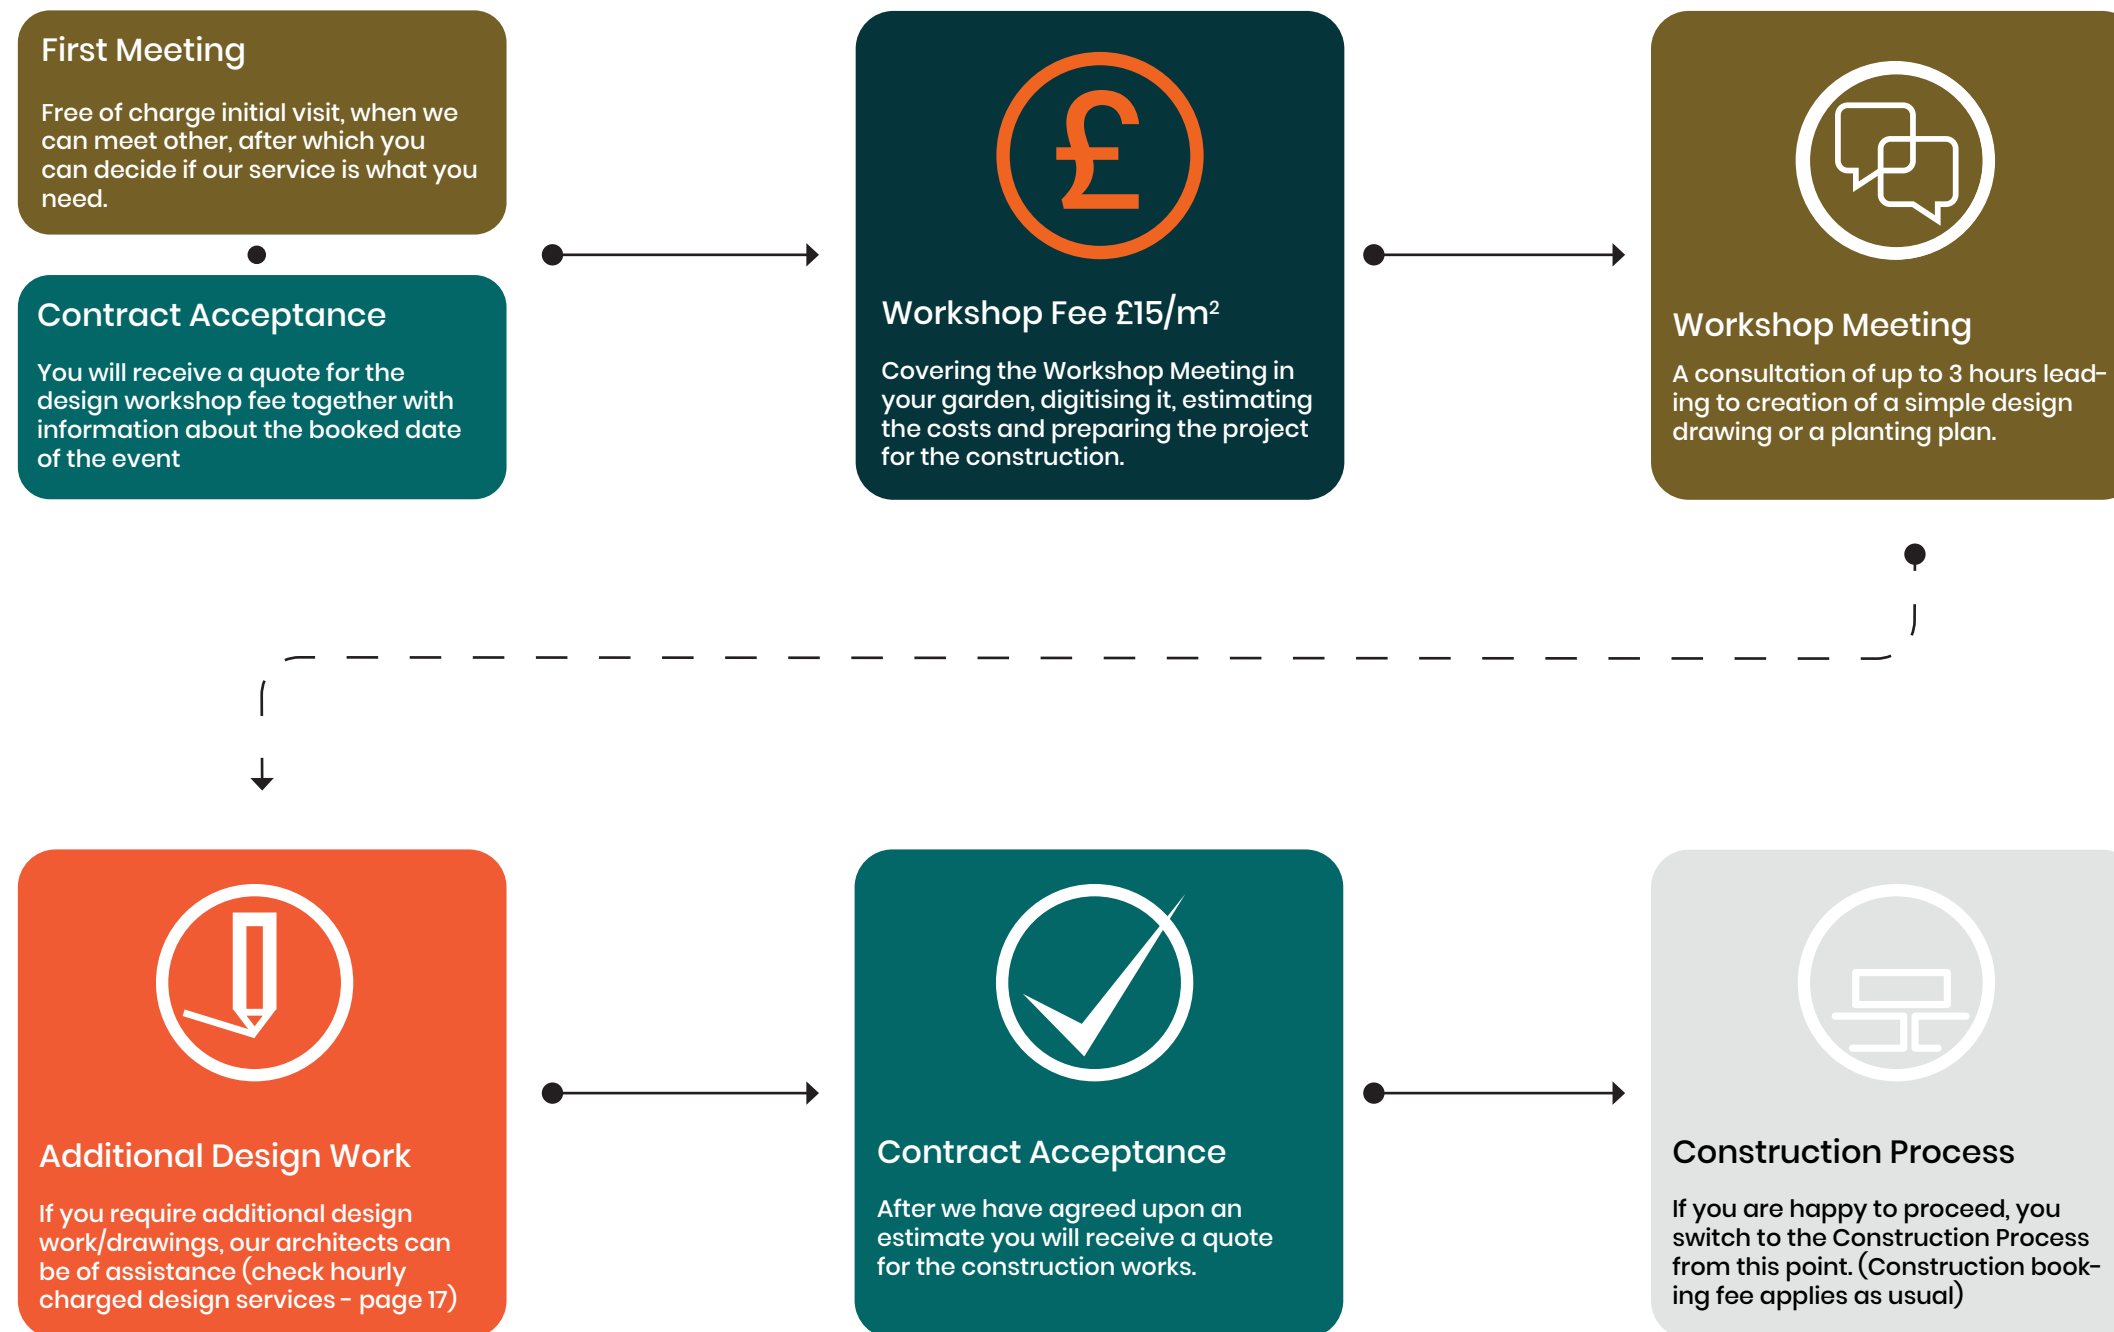 First Meeting
Free of charge initial visit, when we
can meet other, after which you
can decide if our service is what you
need.
Contract Acceptance
You will receive a quote for the
design workshop fee together with
information about the booked date
of the event
£
Workshop Fee £15/m²
Covering the Workshop Meeting in
your garden, digitising it, estimating
the costs and preparing the project
for the construction.
Workshop Meeting
A consultation of up to 3 hours lead-
ing to creation of a simple design
drawing or a planting plan.
Additional Design Work
If you require additional design
work/drawings, our architects can
be of assistance (check hourly
charged design services - page 17)
Contract Acceptance
After we have agreed upon an
estimate you will receive a quote
for the construction works.
Construction Process
If you are happy to proceed, you
switch to the Construction Process
from this point. (Construction book-
ing fee applies as usual)